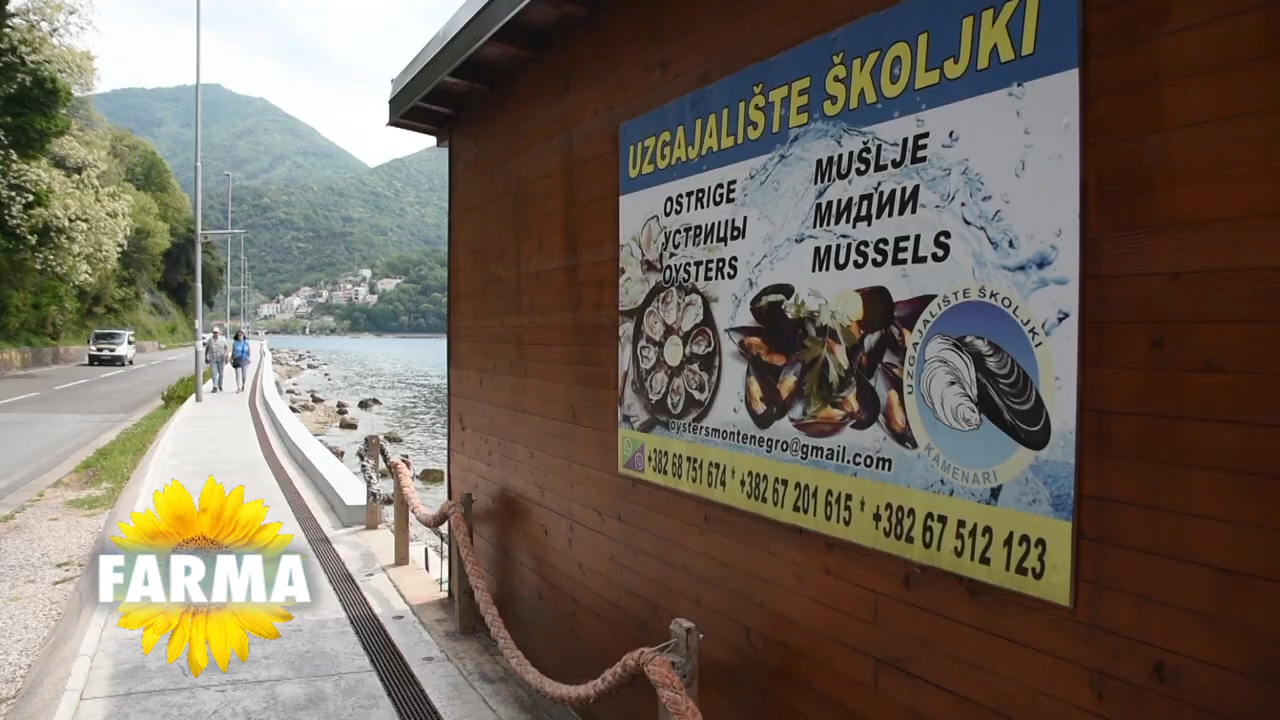 UZGAJALIŠTE ŠKOLJKI
OSTRIGE
УСТРИЦЫ
OYSTERS
MUŠLJE
МИДИИ
MUSSELS
UZGAJALIŠTE ŠKOLJKI
KAMENARI
oystersmontenegro@gmail.com
+382 68 751 674 * +382 67 201 615 * +382 67 512 123
FARMA